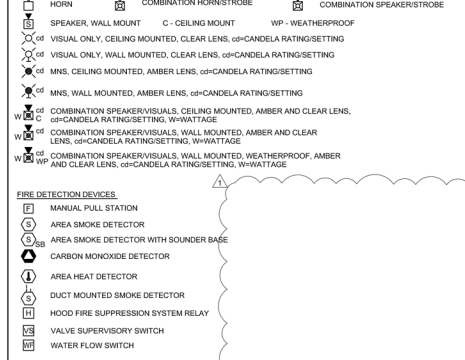 HORN COMBINATION HORN/STROBE COMBINATION SPEAKER/STROBE
S SPEAKER, WALL MOUNT C - CEILING MOUNT WP - WEATHERPROOF
cd VISUAL ONLY, CEILING MOUNTED, CLEAR LENS, cd=CANDELA RATING/SETTING
cd VISUAL ONLY, WALL MOUNTED, CLEAR LENS, cd=CANDELA RATING/SETTING
cd MNS, CEILING MOUNTED, AMBER LENS, cd=CANDELA RATING/SETTING
cd MNS, WALL MOUNTED, AMBER LENS, cd=CANDELA RATING/SETTING
W cd C COMBINATION SPEAKER/VISUALS, CEILING MOUNTED, AMBER AND CLEAR LENS,
cd=CANDELA RATING/SETTING, W=WATTAGE
W cd COMBINATION SPEAKER/VISUALS, WALL MOUNTED, AMBER AND CLEAR
LENS, cd=CANDELA RATING/SETTING, W=WATTAGE
W cd WP COMBINATION SPEAKER/VISUALS, WALL MOUNTED, WEATHERPROOF, AMBER
AND CLEAR LENS, cd=CANDELA RATING/SETTING, W=WATTAGE
1
FIRE DETECTION DEVICES
F MANUAL PULL STATION
S AREA SMOKE DETECTOR
S SB AREA SMOKE DETECTOR WITH SOUNDER BASE
CARBON MONOXIDE DETECTOR
AREA HEAT DETECTOR
S DUCT MOUNTED SMOKE DETECTOR
H HOOD FIRE SUPPRESSION SYSTEM RELAY
VS VALVE SUPERVISORY SWITCH
WF WATER FLOW SWITCH